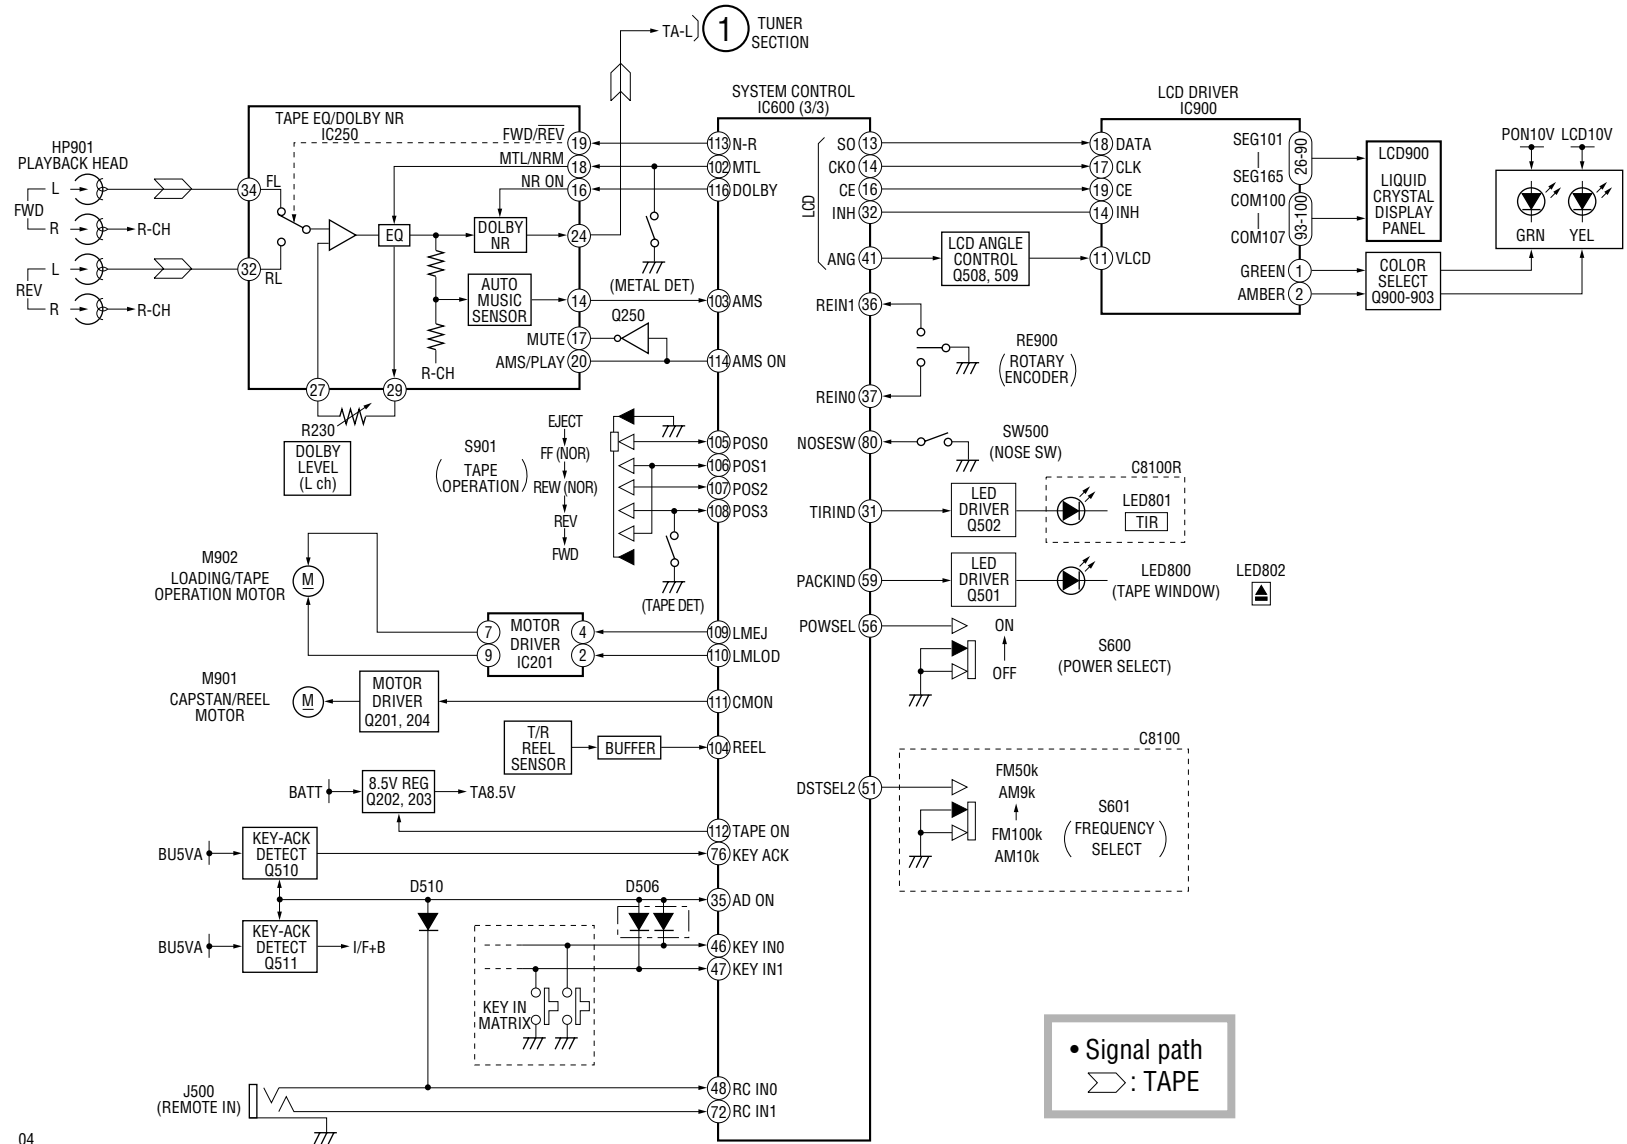 TA-L
1
TUNER
SECTION
SYSTEM CONTROL
IC600 (3/3)
LCD DRIVER
IC900
HP901
PLAYBACK HEAD
L
R
FWD
R-CH
L
R
REV
R-CH
TAPE EQ/DOLBY NR
IC250
FWD/REV
19
MTL/NRM
18
NR ON
16
34
FL
32
RL
EQ
DOLBY
NR
24
AUTO
MUSIC
SENSOR
14
MUTE
17
AMS/PLAY
20
R-CH
27
29
R230
DOLBY
LEVEL
(L ch)
Q250
(METAL DET)
113 N-R
102 MTL
116 DOLBY
103 AMS
114 AMS ON
105 POS0
106 POS1
107 POS2
108 POS3
109 LMEJ
110 LMLOD
111 CMON
104 REEL
112 TAPE ON
76 KEY ACK
35 AD ON
46 KEY IN0
47 KEY IN1
48 RC IN0
72 RC IN1
LCD
SO 13
CKO 14
CE 16
INH 32
ANG 41
REIN1 36
REIN0 37
NOSESW 80
TIRIND 31
PACKIND 59
POWSEL 56
DSTSEL2 51
18 DATA
17 CLK
19 CE
14 INH
11 VLCD
LCD ANGLE
CONTROL
Q508, 509
SEG101
SEG165
26-90
COM100
COM107
93-100
GREEN 1
AMBER 2
LCD900
LIQUID
CRYSTAL
DISPLAY
PANEL
COLOR
SELECT
Q900-903
PON10V LCD10V
GRN YEL
RE900
(ROTARY
ENCODER)
SW500
(NOSE SW)
C8100R
LED
DRIVER
Q502
LED801
TIR
LED
DRIVER
Q501
LED800
(TAPE WINDOW)
LED802
ON
OFF
S600
(POWER SELECT)
C8100
FM50k
AM9k
FM100k
AM10k
S601
(FREQUENCY
SELECT)
S901
(TAPE
OPERATION)
EJECT
FF (NOR)
REW (NOR)
REV
FWD
(TAPE DET)
M902
LOADING/TAPE
OPERATION MOTOR
M
7
9
MOTOR
DRIVER
IC201
4
2
M901
CAPSTAN/REEL
MOTOR
M
MOTOR
DRIVER
Q201, 204
T/R
REEL
SENSOR
BUFFER
BATT
8.5V REG
Q202, 203
TA8.5V
BU5VA
KEY-ACK
DETECT
Q510
BU5VA
KEY-ACK
DETECT
Q511
I/F+B
D510
D506
KEY IN
MATRIX
J500
(REMOTE IN)
• Signal path
: TAPE
04